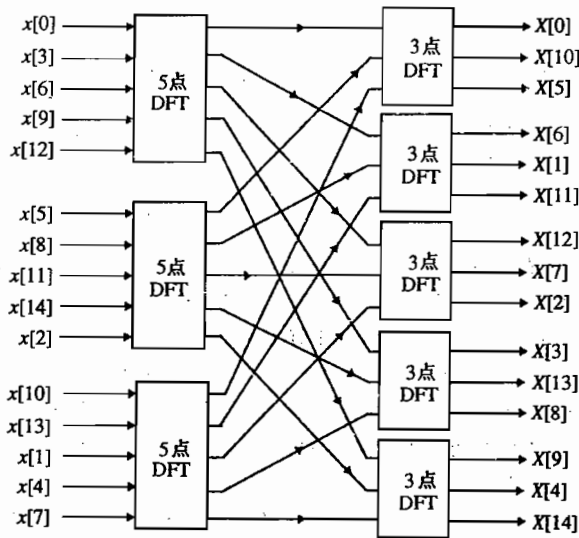 x[0]
x[3]
x[6]
x[9]
x[12]
5点
DFT
x[5]
x[8]
x[11]
x[14]
x[2]
5点
DFT
x[10]
x[13]
x[1]
x[4]
x[7]
5点
DFT
3点
DFT
X[0]
X[10]
X[5]
3点
DFT
X[6]
X[1]
X[11]
3点
DFT
X[12]
X[7]
X[2]
3点
DFT
X[3]
X[13]
X[8]
3点
DFT
X[9]
X[4]
X[14]